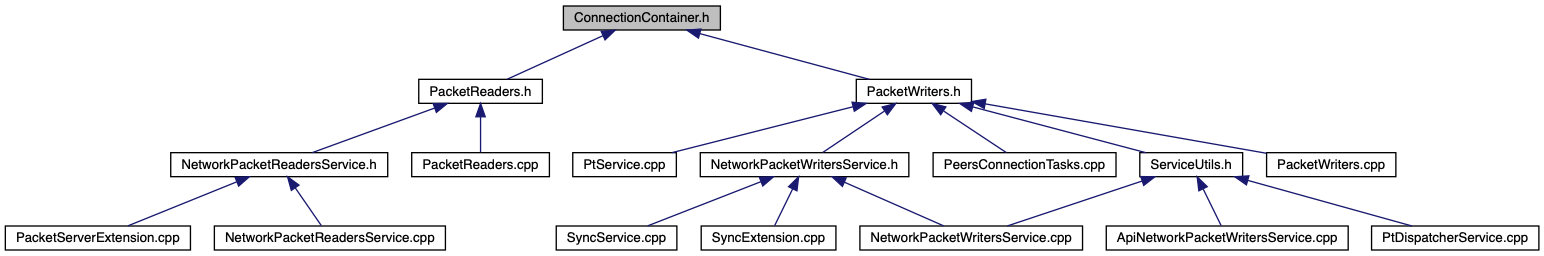 ConnectionContainer.h
PacketReaders.h
PacketWriters.h
NetworkPacketReadersService.h
PacketReaders.cpp
PtService.cpp
NetworkPacketWritersService.h
PeersConnectionTasks.cpp
ServiceUtils.h
PacketWriters.cpp
PacketServerExtension.cpp
NetworkPacketReadersService.cpp
SyncService.cpp
SyncExtension.cpp
NetworkPacketWritersService.cpp
ApiNetworkPacketWritersService.cpp
PtDispatcherService.cpp